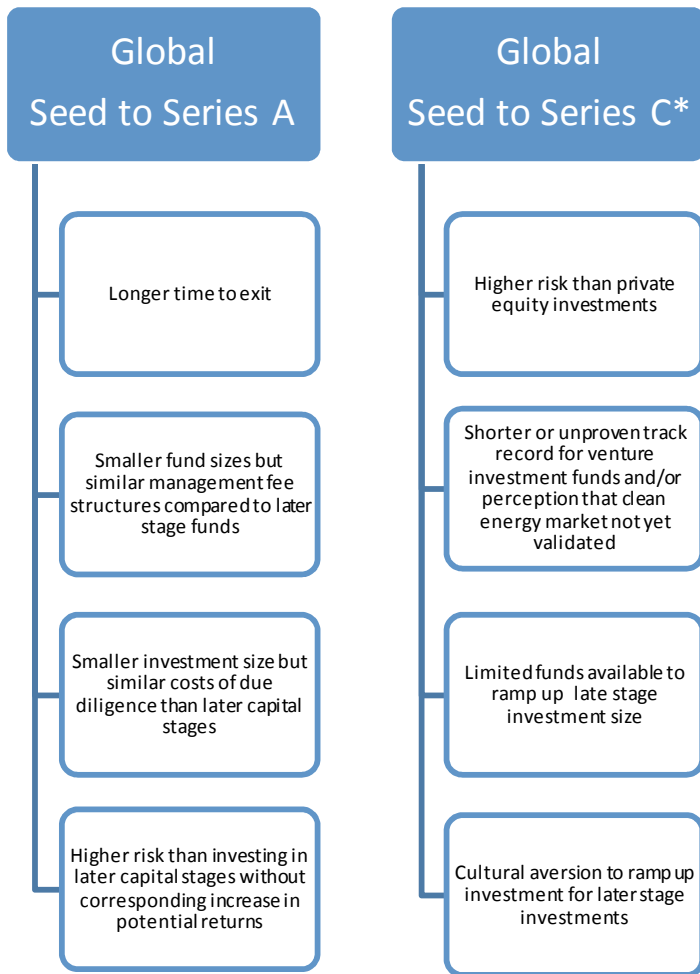 Global
Seed to Series A
Longer time to exit
Smaller fund sizes but
similar management fee
structures compared to later
stage funds
Smaller investment size but
similar costs of due
diligence than later capital
stages
Higher risk than investing in
later capital stages without
corresponding increase in
potential returns
Global
Seed to Series C*
Higher risk than private
equity investments
Shorter or unproven track
record for venture
investment funds and/or
perception that clean
energy market not yet
validated
Limited funds available to
ramp up late stage
investment size
Cultural aversion to ramp up
investment for later stage
investments